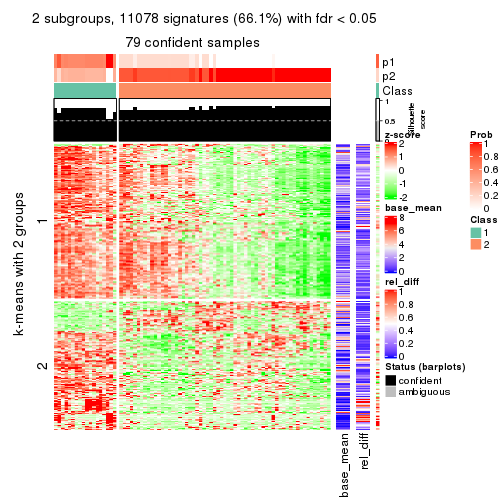 2 subgroups, 11078 signatures (66.1%) with fdr < 0.05
79 confident samples
p1
p2
Class
1
0.5
0
Silhouette
score
k-means with 2 groups
1
2
base_mean
rel_diff
z-score
2
1
0
-1
-2
base_mean
8
6
4
2
0
rel_diff
1
0.8
0.6
0.4
0.2
0
Status (barplots)
confident
ambiguous
Prob
1
0.8
0.6
0.4
0.2
0
Class
1
2